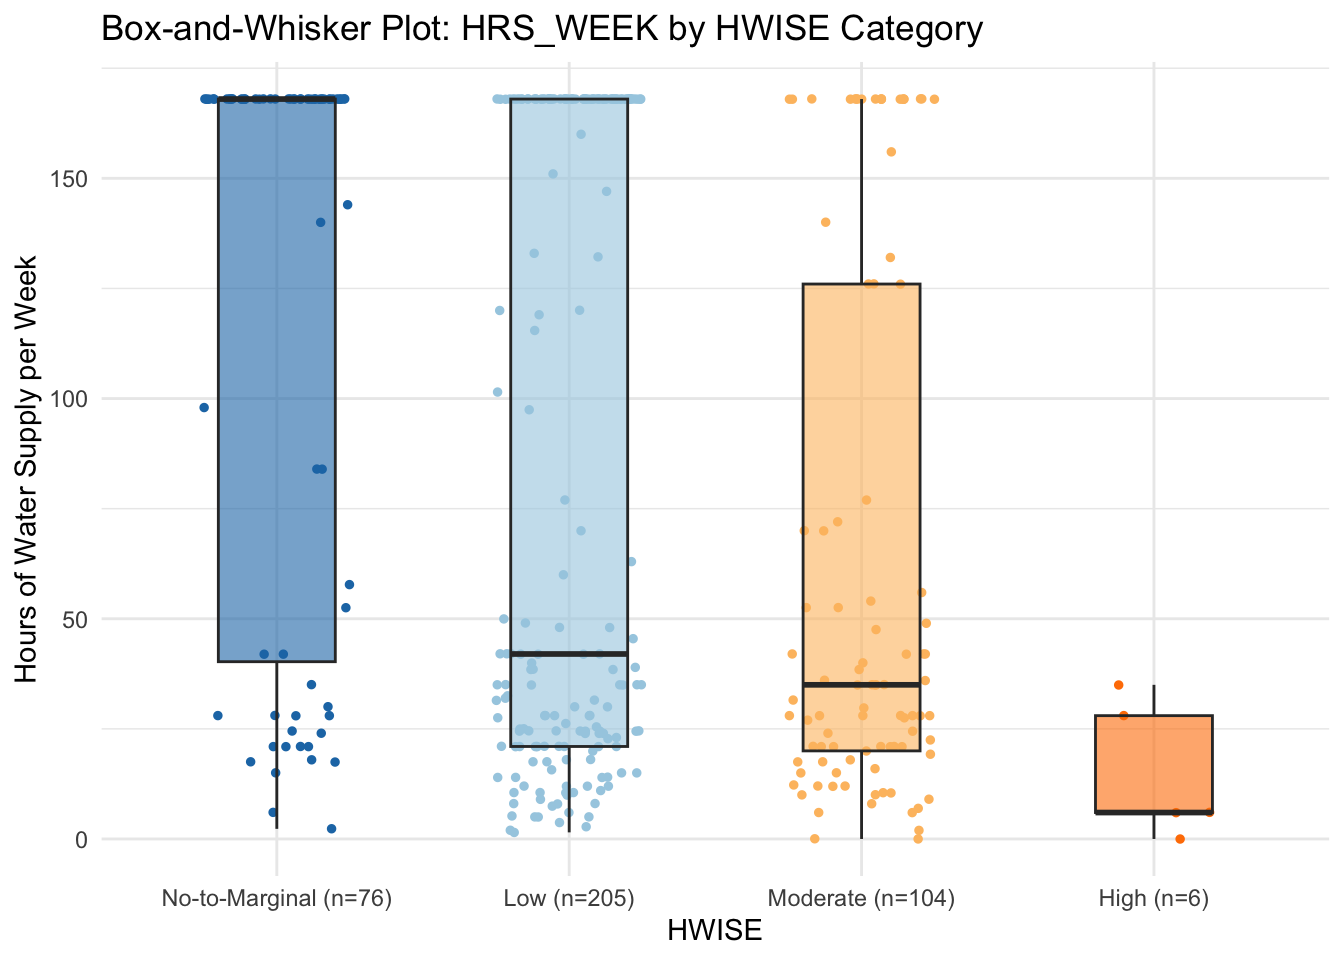 Box-and-Whisker Plot: HRS_WEEK by HWISE Category
Hours of Water Supply per Week
150
100
50
0
No-to-Marginal (n=76)
Low (n=205)
Moderate (n=104)
High (n=6)
HWISE